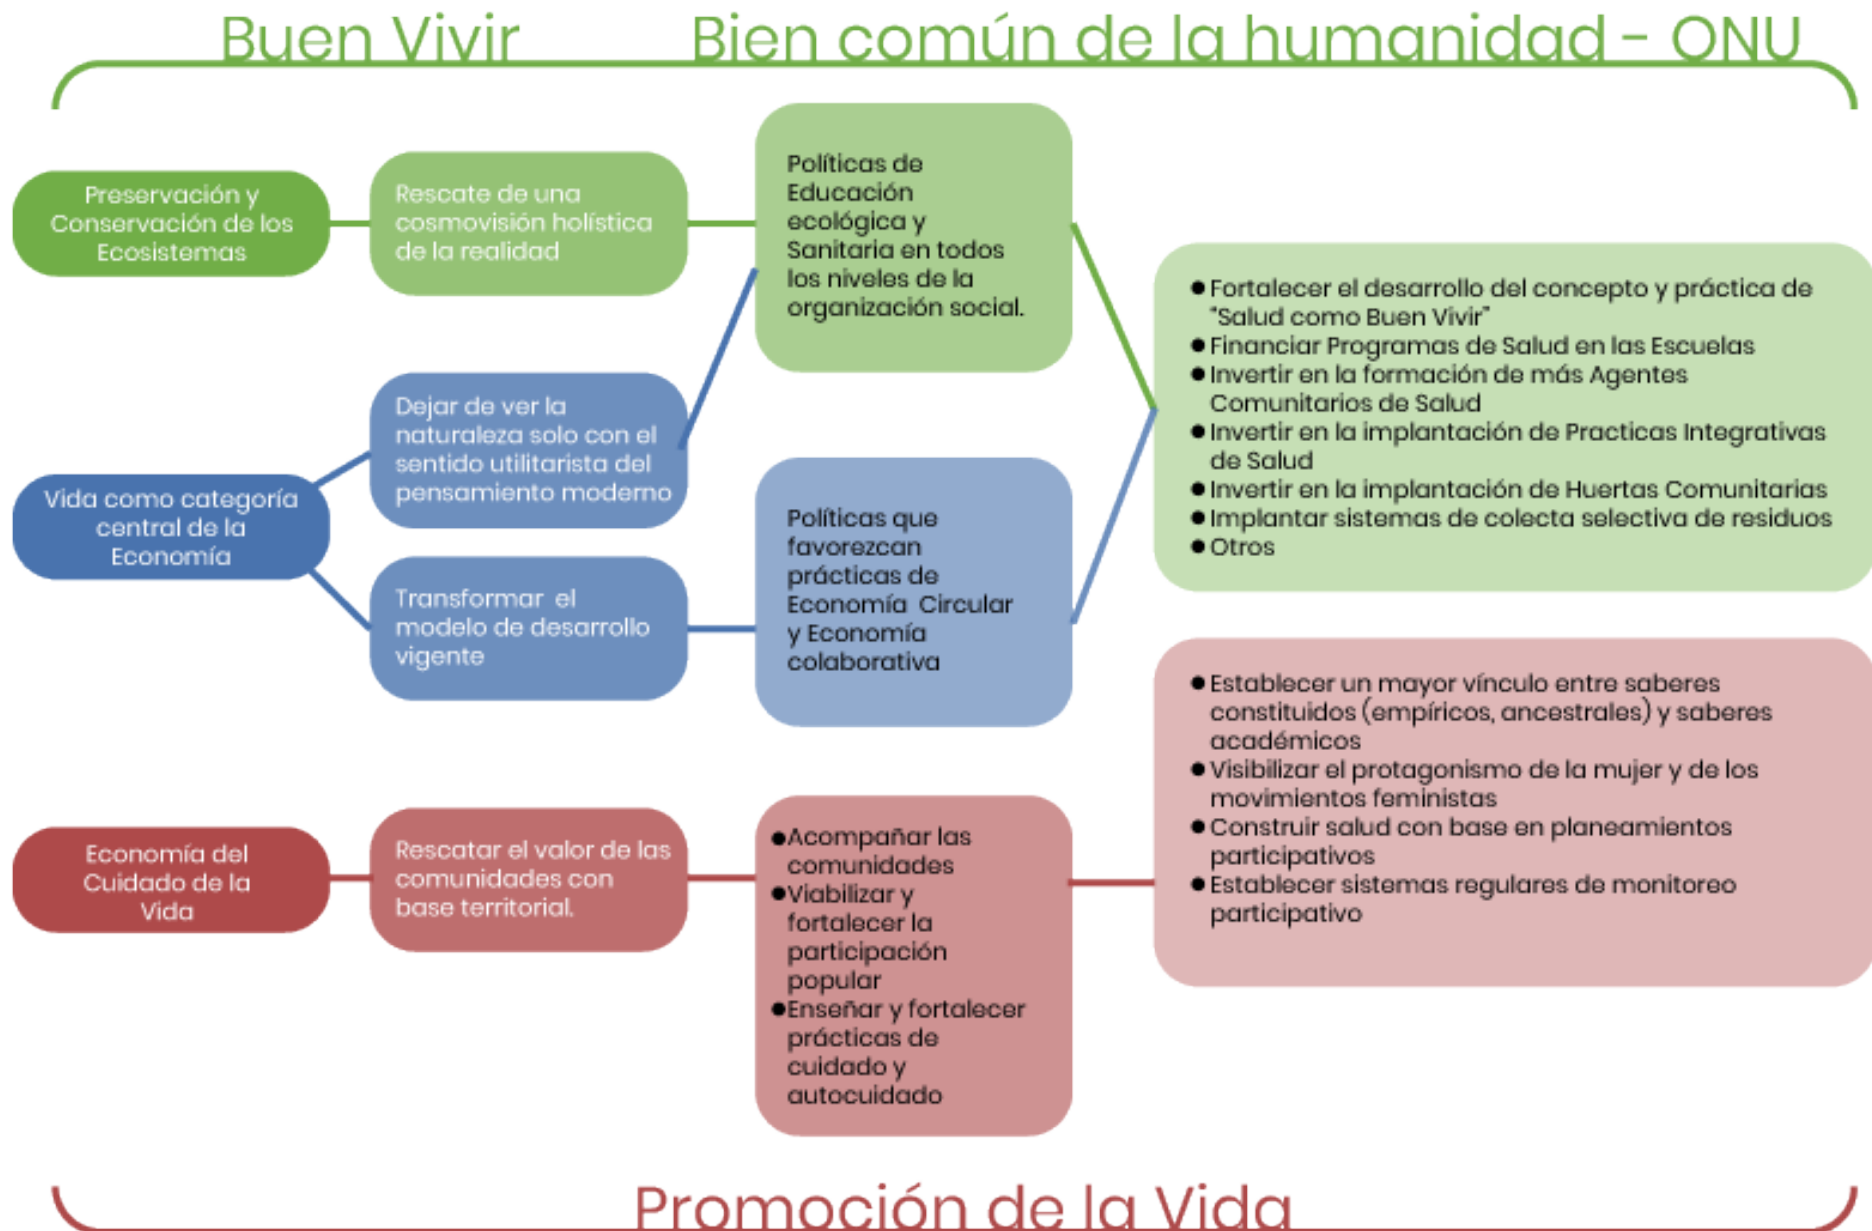 Buen Vivir
Bien común de la humanidad - ONU
Preservación y
Conservación de los
Ecosistemas
Rescate de una
cosmovisión holística
de la realidad
Políticas de
Educación
ecológica y
Sanitaria en todos
los niveles de la
organización social.
Vida como categoría
central de la
Economía
Dejar de ver la
naturaleza solo con el
sentido utilitarista del
pensamiento moderno
Transformar el
modelo de desarrollo
vigente
Políticas que
favorezcan
prácticas de
Economía Circular
y Economía
colaborativa
● Fortalecer el desarrollo del concepto y práctica de
"Salud como Buen Vivir"
● Financiar Programas de Salud en las Escuelas
● Invertir en la formación de más Agentes
Comunitarios de Salud
● Invertir en la implantación de Practicas Integrativas
de Salud
● Invertir en la implantación de Huertas Comunitarias
● Implantar sistemas de colecta selectiva de residuos
● Otros
Economía del
Cuidado de la
Vida
Rescatar el valor de las
comunidades con
base territorial.
● Acompañar las
comunidades
● Viabilizar y
fortalecer la
participación
popular
● Enseñar y fortalecer
prácticas de
cuidado y
autocuidado
● Establecer un mayor vínculo entre saberes
constituidos (empíricos, ancestrales) y saberes
académicos
● Visibilizar el protagonismo de la mujer y de los
movimientos feministas
● Construir salud con base en planeamientos
participativos
● Establecer sistemas regulares de monitoreo
participativo
Promoción de la Vida